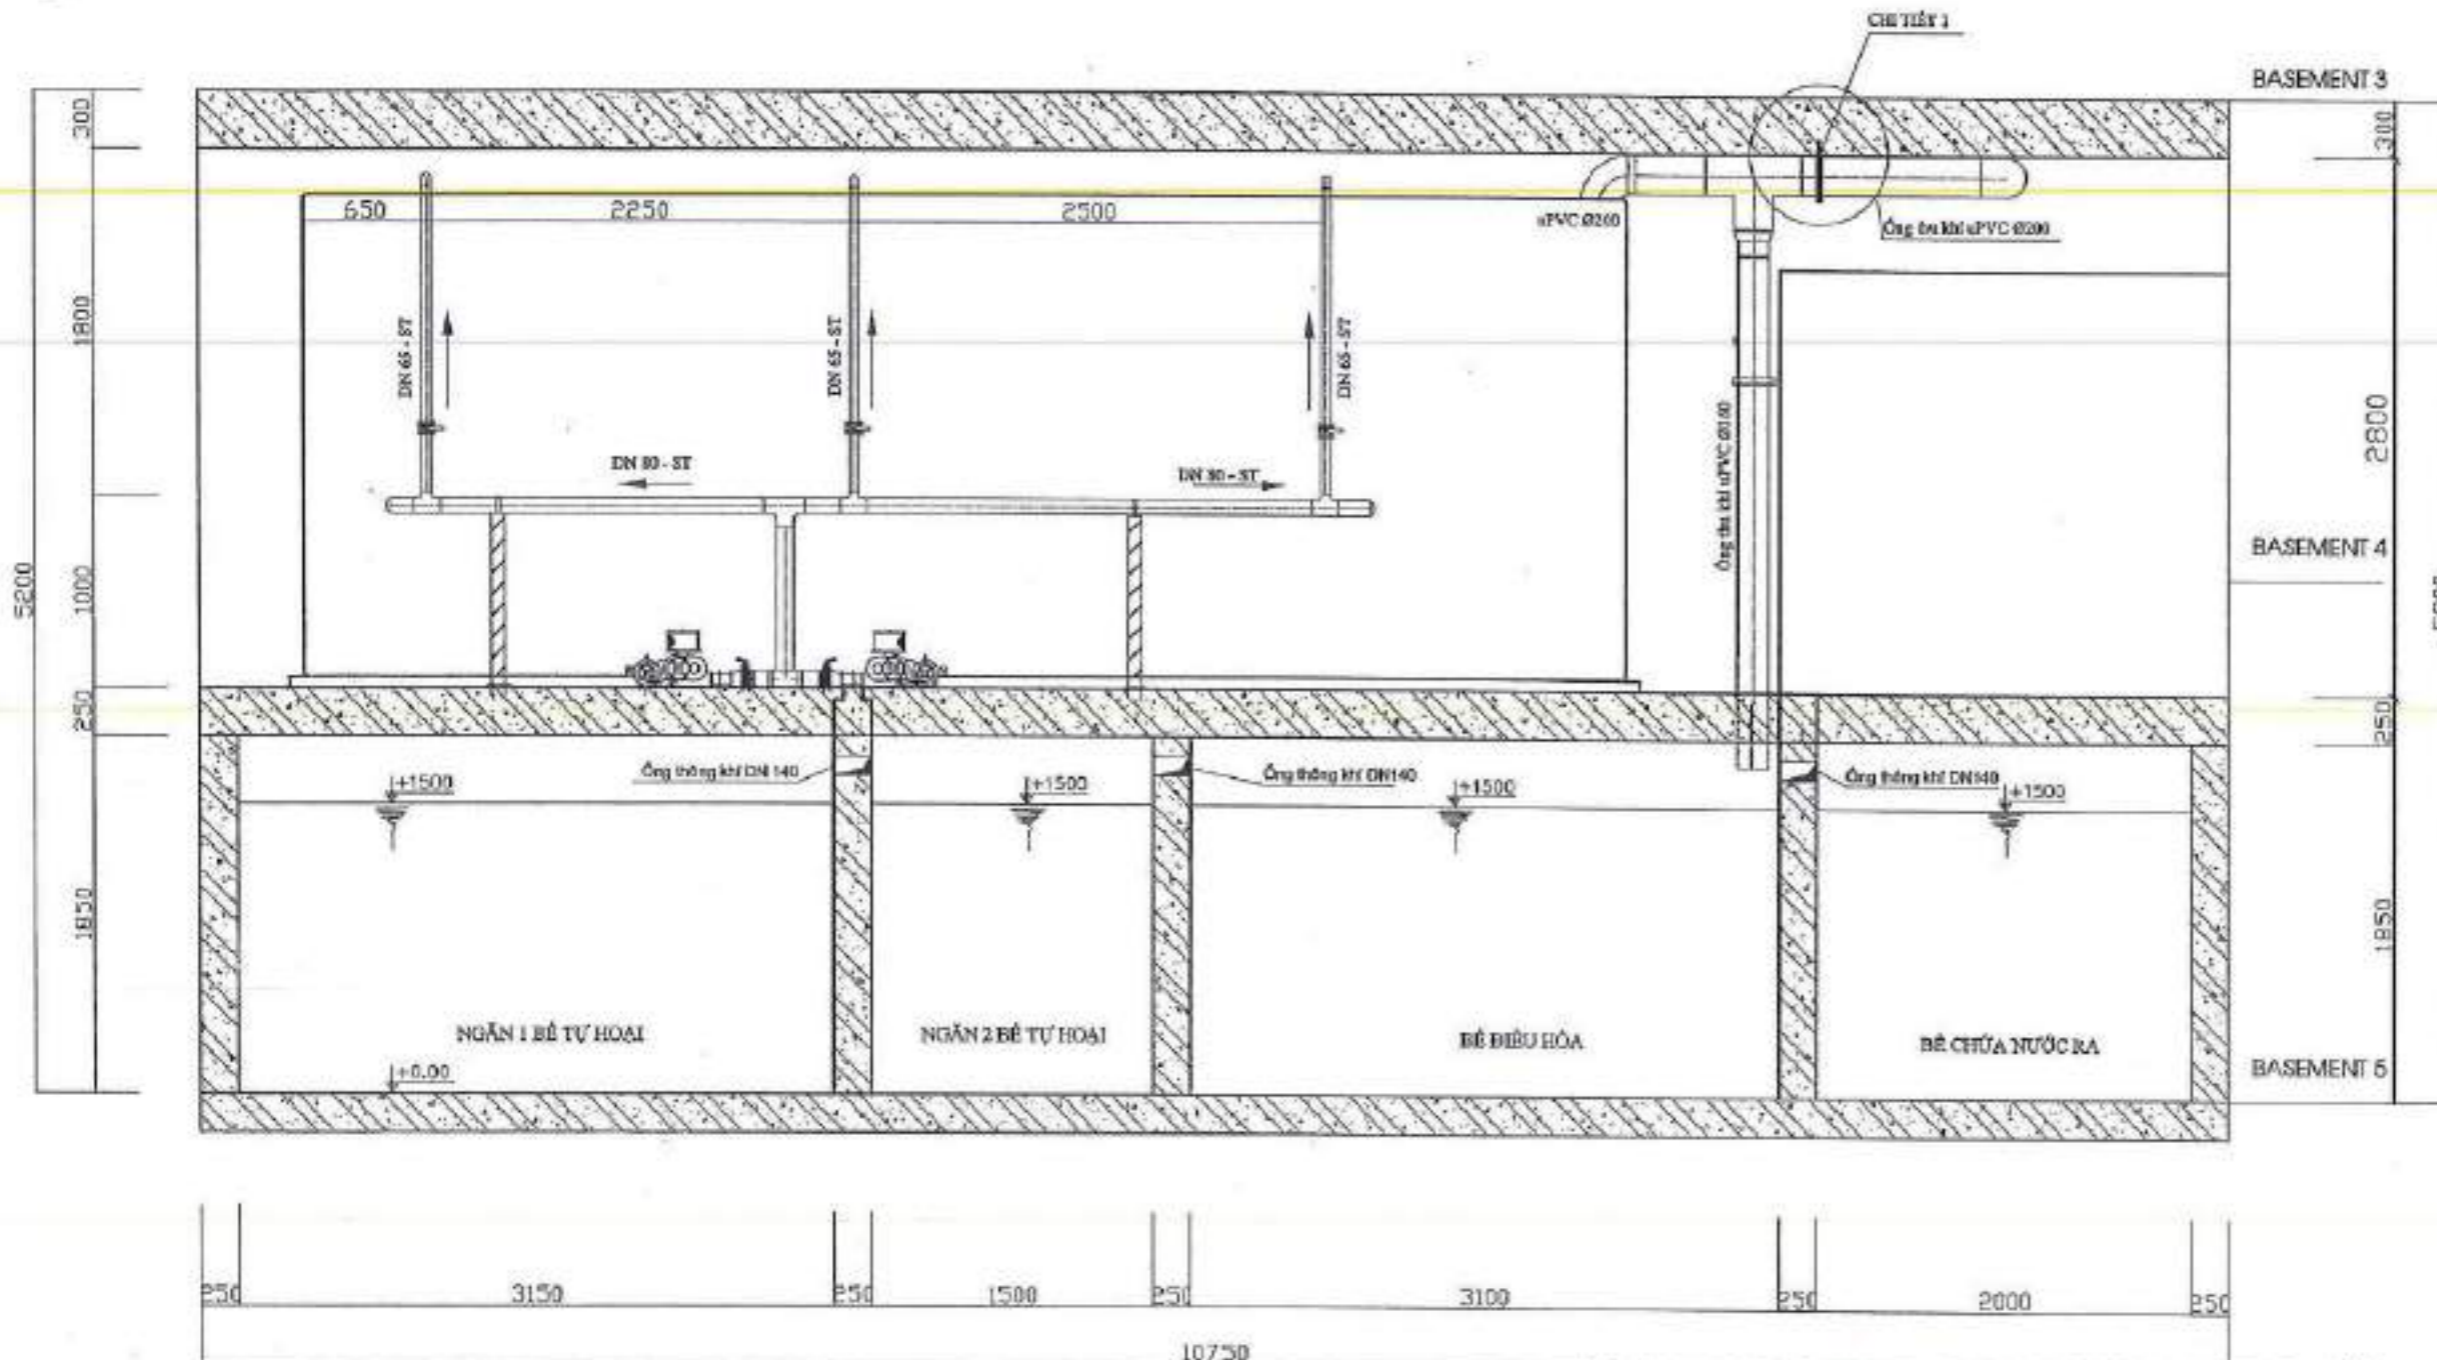 CHI TIẾT 1
BASEMENT 3
300
300
650
2250
2500
uPVC Ø200
Ống thu khí uPVC Ø200
1800
DN 65 - ST
DN 65 - ST
DN 65 - ST
2800
DN 80 - ST
DN 80 - ST
Ống thu khí uPVC Ø160
BASEMENT 4
5200
1000
250
250
+1500
Ống thông khí DN 140
+1500
Ống thông khí DN140
+1500
Ống thông khí DN140
+1500
1850
1850
NGĂN 1 BỂ TỰ HOẠI
NGĂN 2 BỂ TỰ HOẠI
BỂ ĐIỀU HÒA
BỂ CHỨA NƯỚC RA
+0.00
BASEMENT 5
250
3150
250
1500
250
3100
250
2000
250
10750